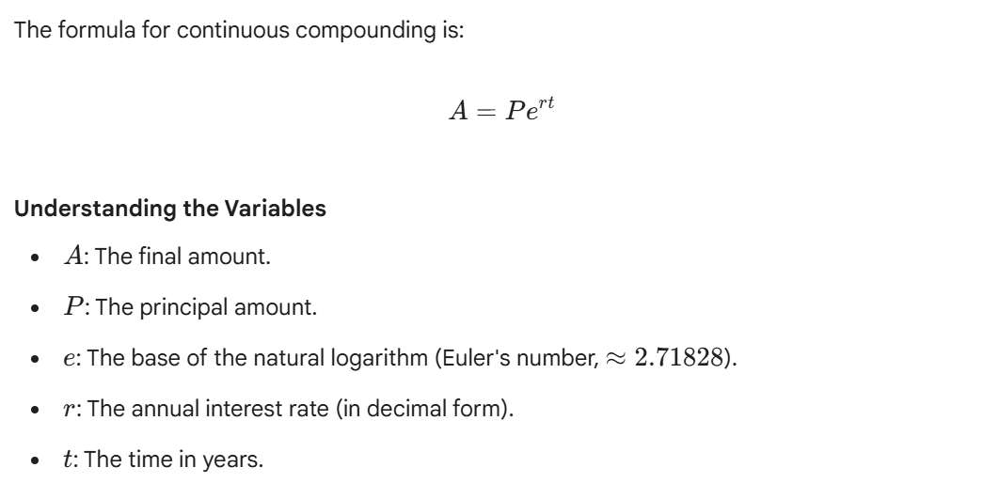 The formula for continuous compounding is:
A = Pe^{rt}
Understanding the Variables
• A: The final amount.
• P: The principal amount.
• e: The base of the natural logarithm (Euler's number, ≈ 2.71828).
• r: The annual interest rate (in decimal form).
• t: The time in years.